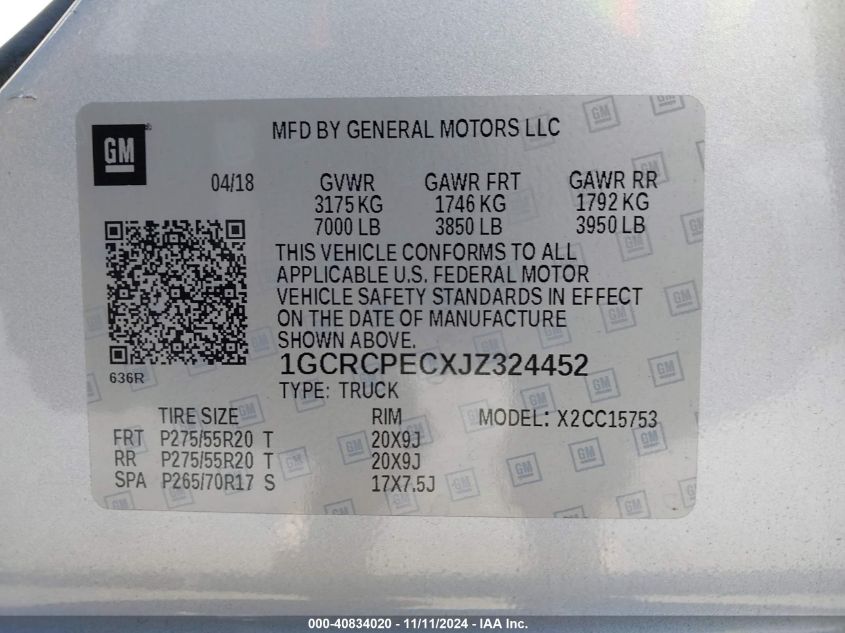 GM
MFD BY GENERAL MOTORS LLC
04/18 GVWR GAWR FRT GAWR RR
3175 KG 1746 KG 1792 KG
7000 LB 3850 LB 3950 LB
THIS VEHICLE CONFORMS TO ALL
APPLICABLE U.S. FEDERAL MOTOR
VEHICLE SAFETY STANDARDS IN EFFECT
ON THE DATE OF MANUFACTURE
SHOWN ABOVE.
636R
1GCRCPECXJZ324452
TYPE: TRUCK
TIRE SIZE RIM MODEL: X2CC15753
FRT P275/55R20 T 20X9J
RR P275/55R20 T 20X9J
SPA P265/70R17 S 17X7.5J
000-40834020 - 11/11/2024 - IAA Inc.